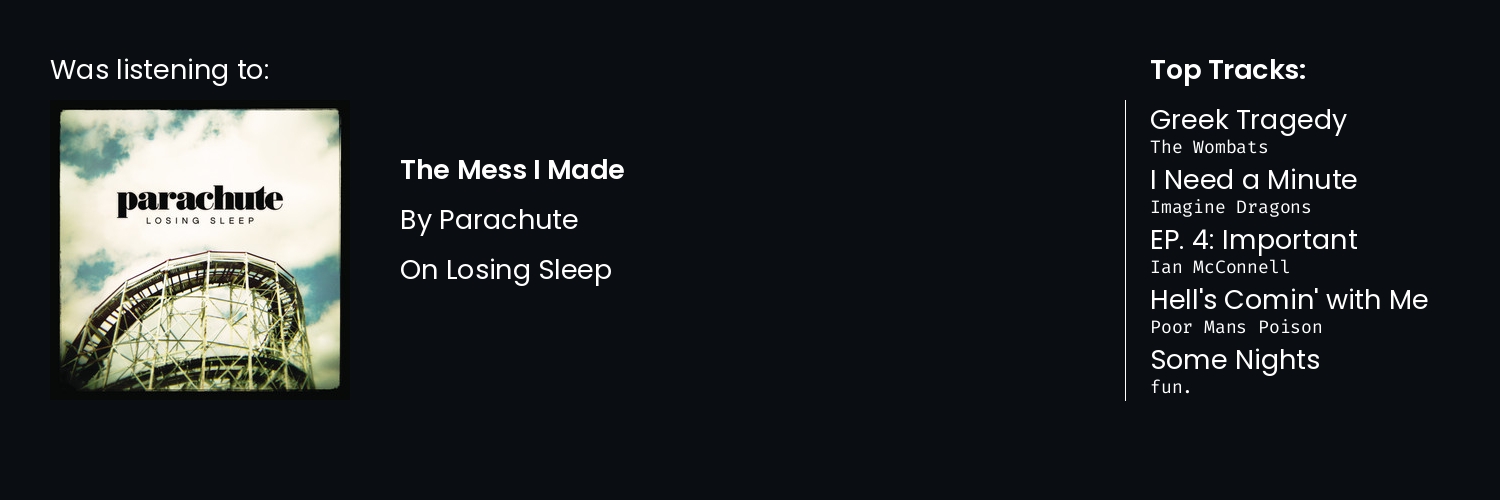 Was listening to:
parachute
LOSING SLEEP
The Mess I Made
By Parachute
On Losing Sleep
Top Tracks:
Greek Tragedy
The Wombats
I Need a Minute
Imagine Dragons
EP. 4: Important
Ian McConnell
Hell's Comin' with Me
Poor Mans Poison
Some Nights
fun.